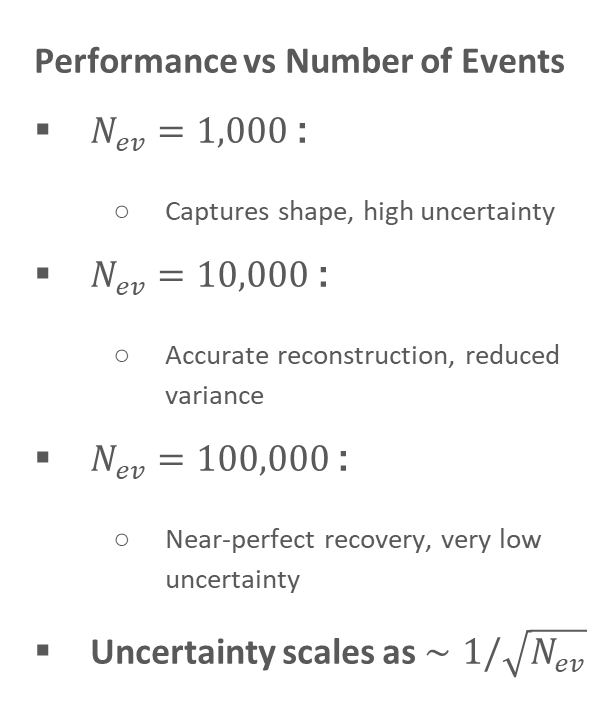 Performance vs Number of Events
▪ N_ev = 1,000 :
○ Captures shape, high uncertainty
▪ N_ev = 10,000 :
○ Accurate reconstruction, reduced
variance
▪ N_ev = 100,000 :
○ Near-perfect recovery, very low
uncertainty
▪ Uncertainty scales as ~ 1/√N_ev